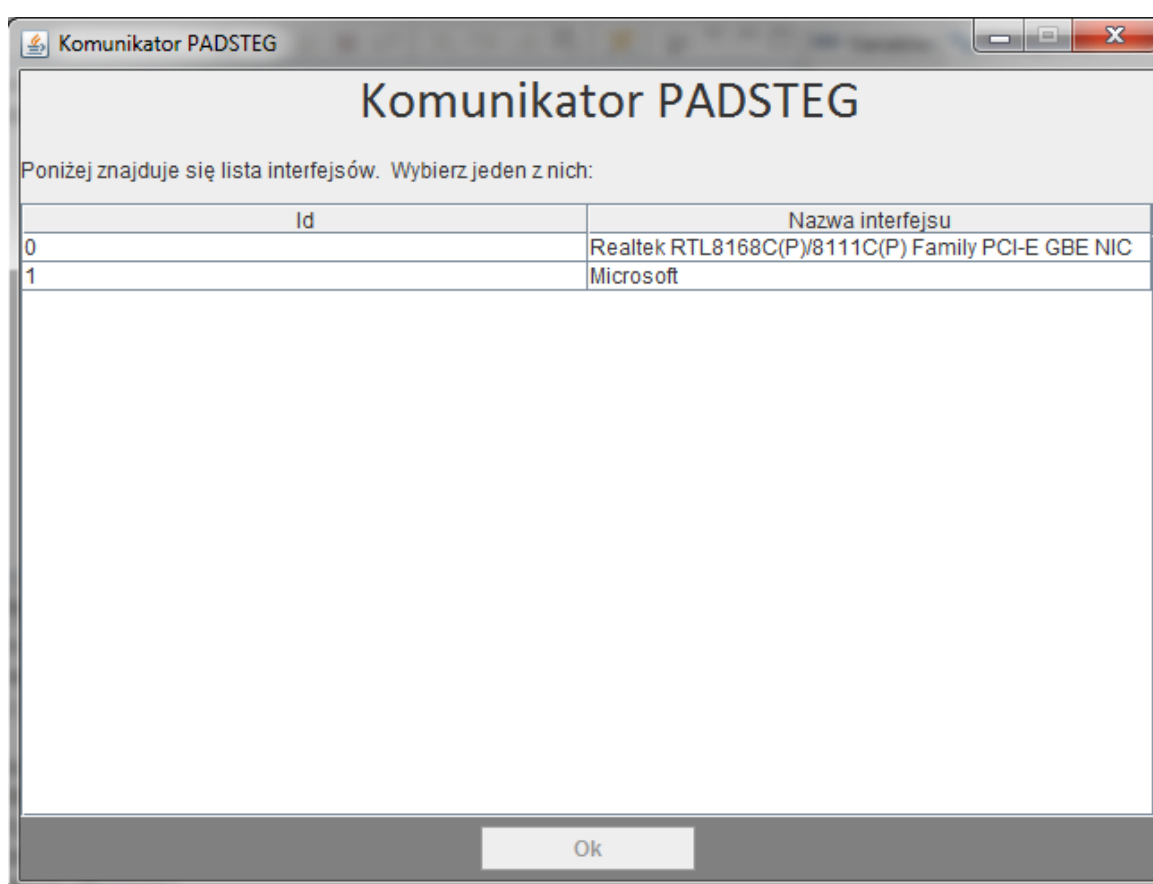 Komunikator PADSTEG
Komunikator PADSTEG
Poniżej znajduje się lista interfejsów. Wybierz jeden z nich:
Id Nazwa interfejsu
0 Realtek RTL8168C(P)/8111C(P) Family PCI-E GBE NIC
1 Microsoft
Ok